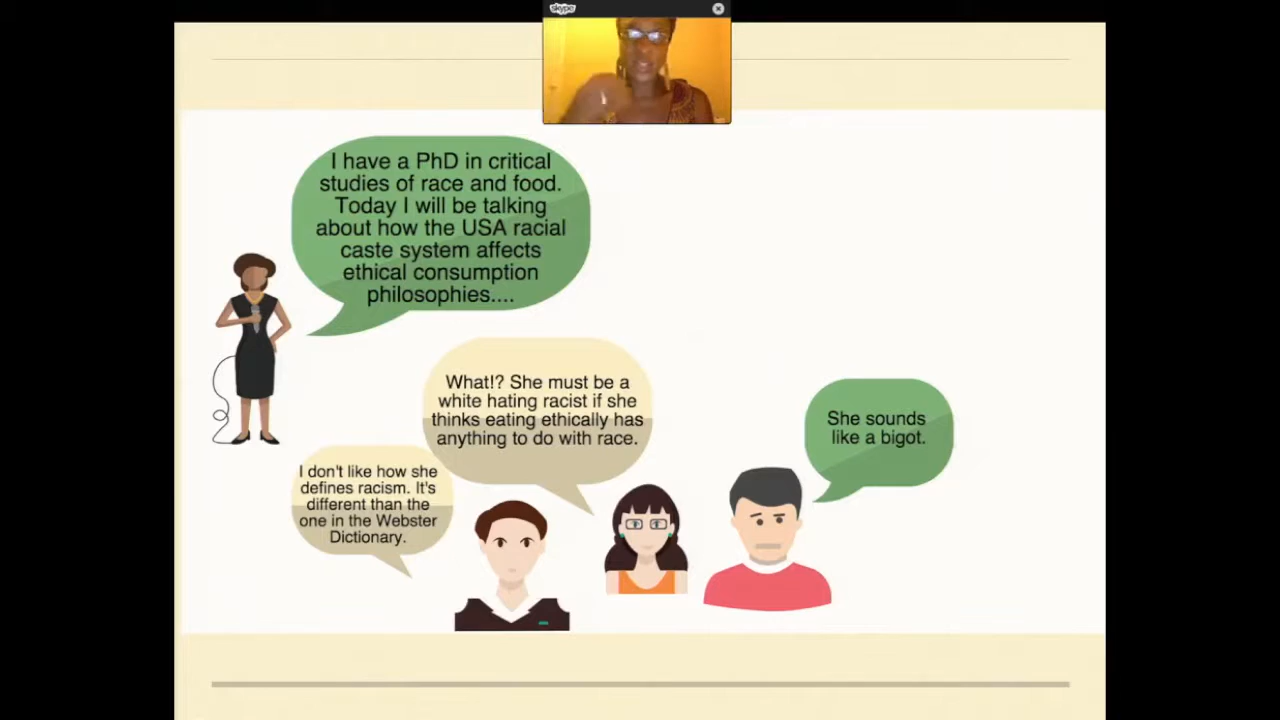 skype
I have a PhD in critical
studies of race and food.
Today I will be talking
about how the USA racial
caste system affects
ethical consumption
philosophies....
What!? She must be a
white hating racist if she
thinks eating ethically has
anything to do with race.
She sounds
like a bigot.
I don't like how she
defines racism. It's
different than the
one in the Webster
Dictionary.